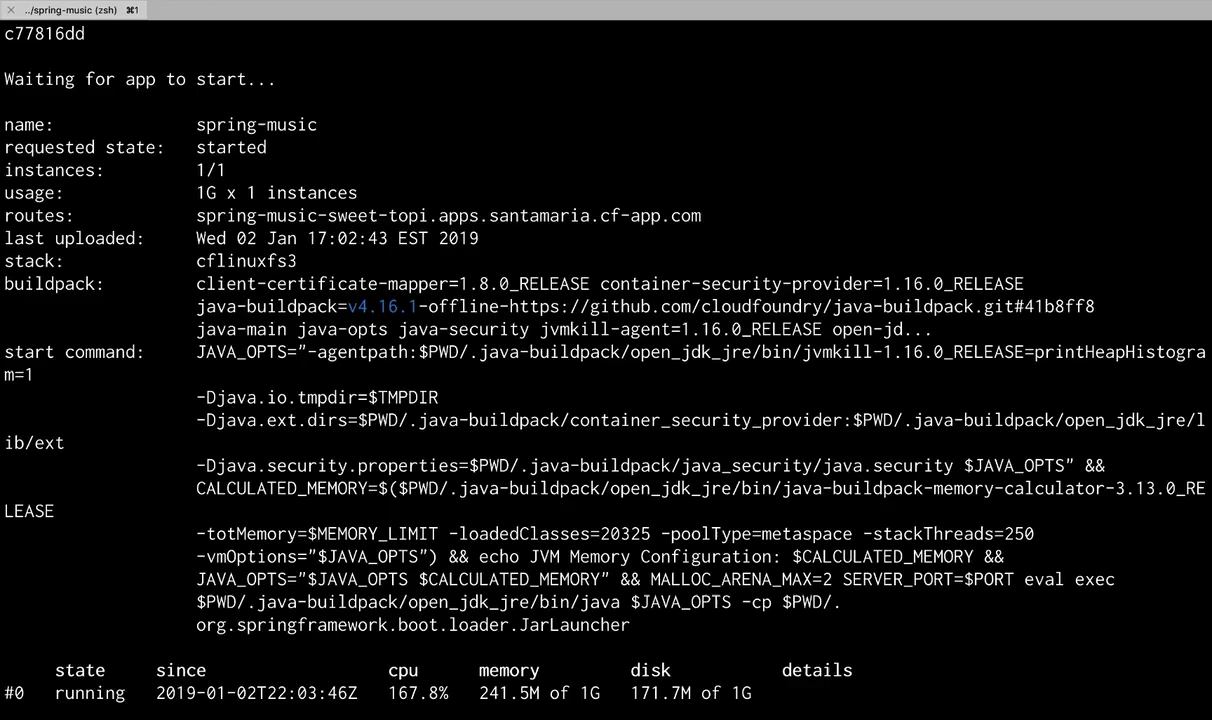 ../spring-music (zsh) ⌘1
c77816dd
Waiting for app to start...
name: spring-music
requested state: started
instances: 1/1
usage: 1G x 1 instances
routes: spring-music-sweet-topi.apps.santamaria.cf-app.com
last uploaded: Wed 02 Jan 17:02:43 EST 2019
stack: cflinuxfs3
buildpack: client-certificate-mapper=1.8.0_RELEASE container-security-provider=1.16.0_RELEASE
java-buildpack=v4.16.1-offline-https://github.com/cloudfoundry/java-buildpack.git#41b8ff8
java-main java-opts java-security jvmkill-agent=1.16.0_RELEASE open-jd...
start command: JAVA_OPTS="-agentpath:$PWD/.java-buildpack/open_jdk_jre/bin/jvmkill-1.16.0_RELEASE=printHeapHistogra
m=1
-Djava.io.tmpdir=$TMPDIR
-Djava.ext.dirs=$PWD/.java-buildpack/container_security_provider:$PWD/.java-buildpack/open_jdk_jre/l
ib/ext
-Djava.security.properties=$PWD/.java-buildpack/java_security/java.security $JAVA_OPTS" &&
CALCULATED_MEMORY=$($PWD/.java-buildpack/open_jdk_jre/bin/java-buildpack-memory-calculator-3.13.0_RE
LEASE
-totMemory=$MEMORY_LIMIT -loadedClasses=20325 -poolType=metaspace -stackThreads=250
-vmOptions="$JAVA_OPTS") && echo JVM Memory Configuration: $CALCULATED_MEMORY &&
JAVA_OPTS="$JAVA_OPTS $CALCULATED_MEMORY" && MALLOC_ARENA_MAX=2 SERVER_PORT=$PORT eval exec
$PWD/.java-buildpack/open_jdk_jre/bin/java $JAVA_OPTS -cp $PWD/.
org.springframework.boot.loader.JarLauncher
state since cpu memory disk details
#0 running 2019-01-02T22:03:46Z 167.8% 241.5M of 1G 171.7M of 1G